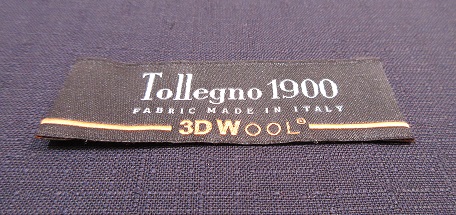 Tollegno 1900
FABRIC MADE IN ITALY
3D WOOL®